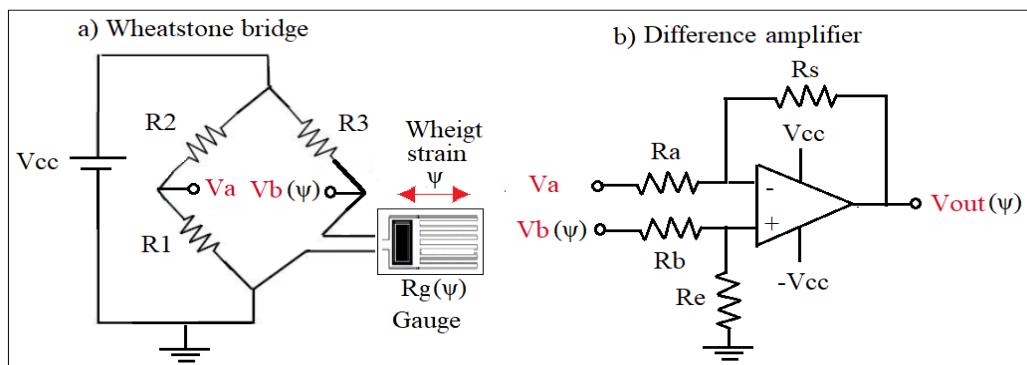 a) Wheatstone bridge
R2
R3
Vcc
Va
Vb(ψ)
R1
Wheigt
strain
ψ
Rg(ψ)
Gauge
b) Difference amplifier
Rs
Vcc
Ra
Va
-
Vb(ψ)
+
Rb
Vout(ψ)
-Vcc
Re